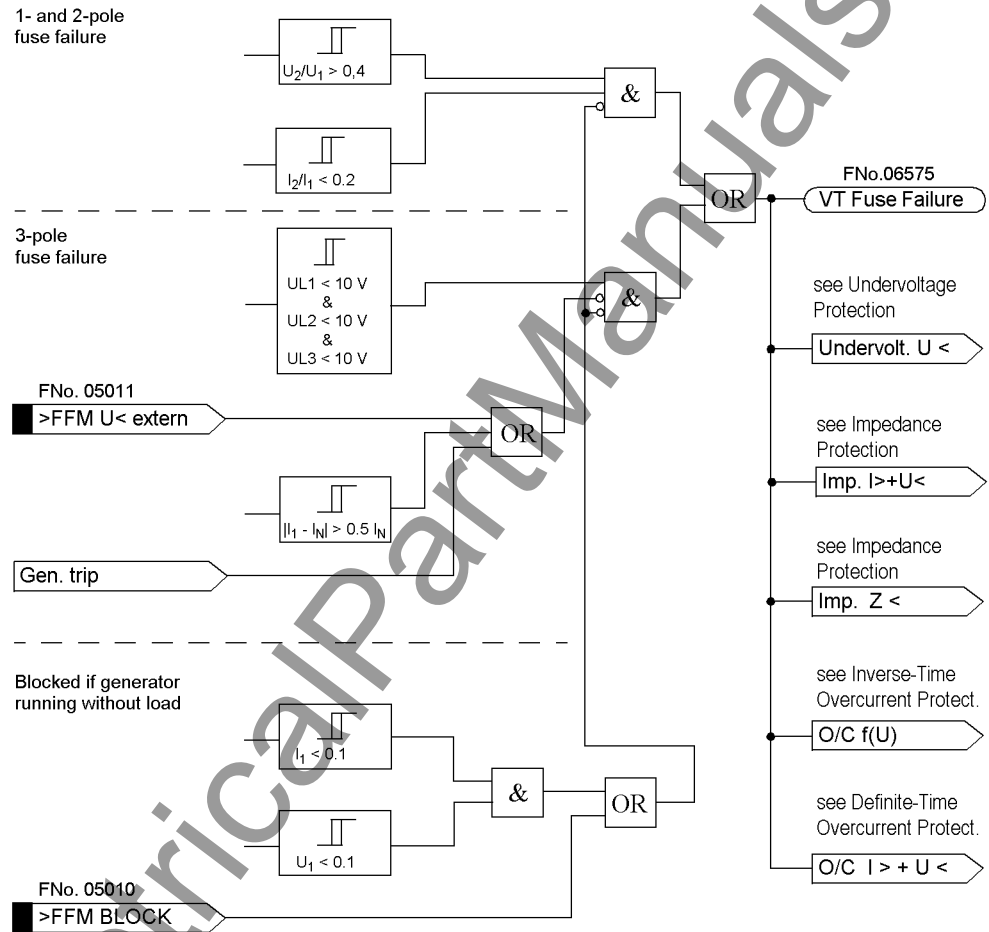 1- and 2-pole
fuse failure
U2/U1 > 0,4
&
I2/I1 < 0.2
OR
FNo.06575
VT Fuse Failure
3-pole
fuse failure
UL1 < 10 V
&
UL2 < 10 V
&
UL3 < 10 V
&
see Undervoltage
Protection
Undervolt. U <
FNo. 05011
>FFM U< extern
OR
see Impedance
Protection
Imp. I>+U<
|I1 - IN| > 0.5 IN
Gen. trip
see Impedance
Protection
Imp. Z <
Blocked if generator
running without load
I1 < 0.1
see Inverse-Time
Overcurrent Protect.
O/C f(U)
&
OR
U1 < 0.1
see Definite-Time
Overcurrent Protect.
O/C I > + U <
FNo. 05010
>FFM BLOCK
ctricalPartManuals